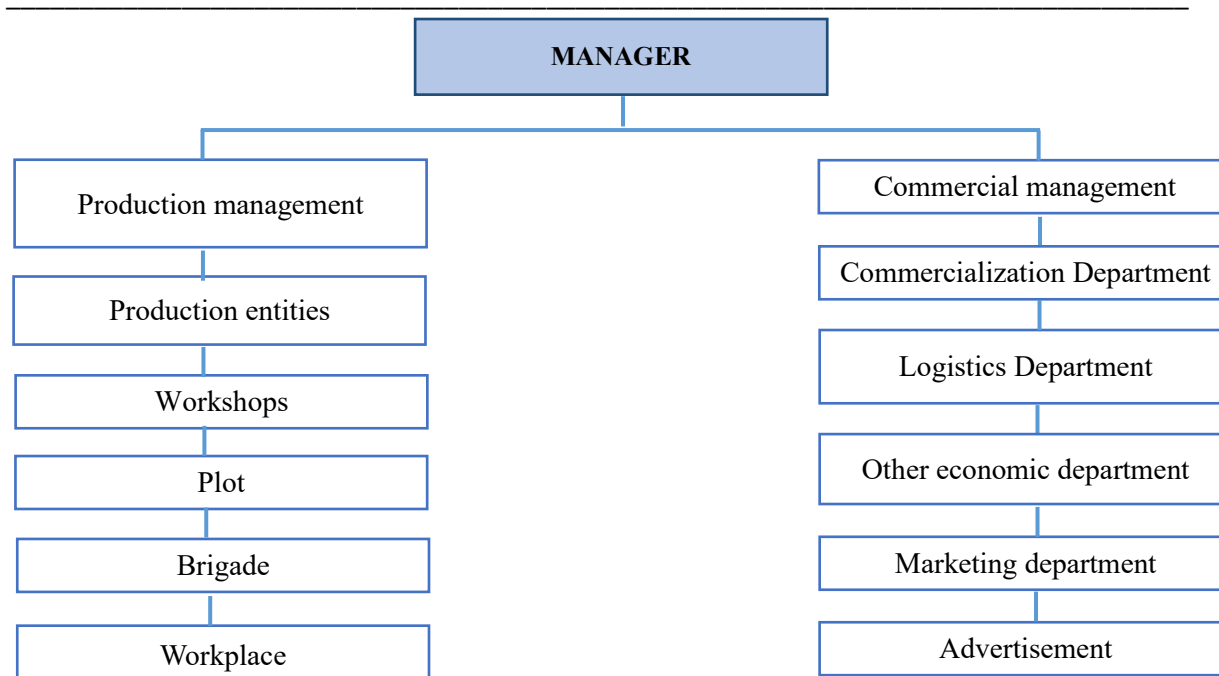 MANAGER
Production management
Production entities
Workshops
Plot
Brigade
Workplace
Commercial management
Commercialization Department
Logistics Department
Other economic department
Marketing department
Advertisement